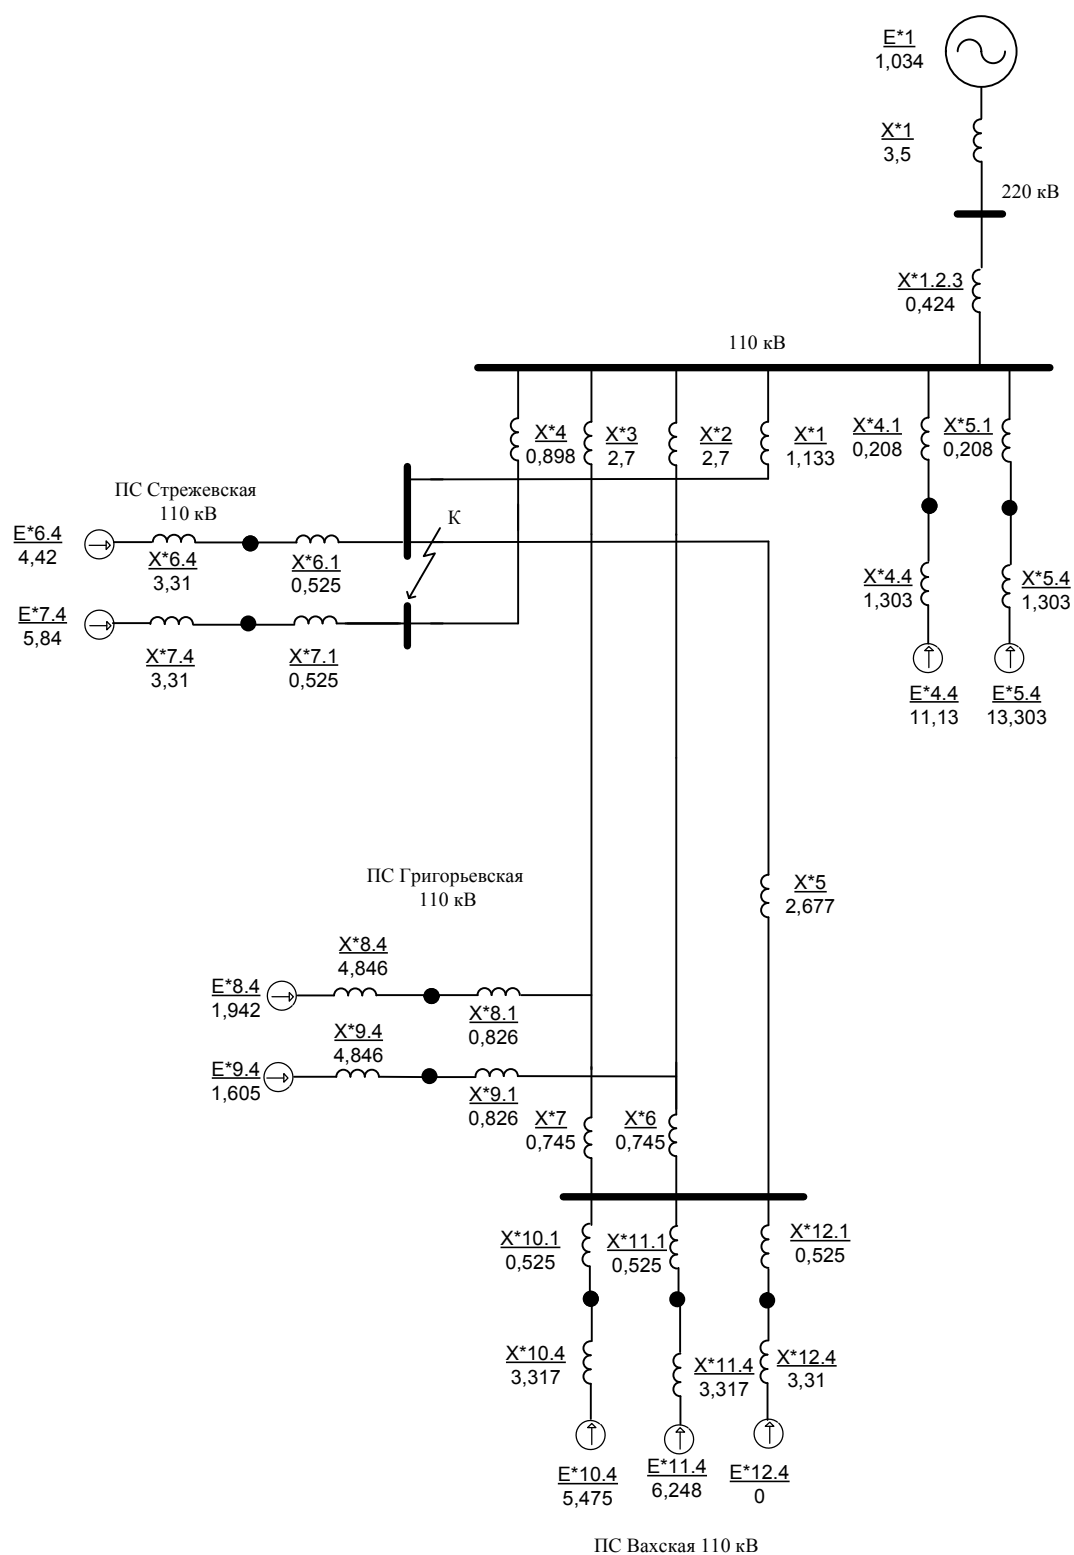 E*1
1,034
X*1
3,5
220 кВ
X*1.2.3
0,424
110 кВ
X*4
0,898
X*3
2,7
X*2
2,7
X*1
1,133
X*4.1
0,208
X*5.1
0,208
ПС Стрежевская
110 кВ
К
E*6.4
4,42
X*6.4
3,31
X*6.1
0,525
E*7.4
5,84
X*7.4
3,31
X*7.1
0,525
X*4.4
1,303
X*5.4
1,303
E*4.4
11,13
E*5.4
13,303
ПС Григорьевская
110 кВ
X*5
2,677
X*8.4
4,846
E*8.4
1,942
X*8.1
0,826
X*9.4
4,846
E*9.4
1,605
X*9.1
0,826
X*7
0,745
X*6
0,745
X*10.1
0,525
X*11.1
0,525
X*12.1
0,525
X*10.4
3,317
X*11.4
3,317
X*12.4
3,31
E*10.4
5,475
E*11.4
6,248
E*12.4
0
ПС Вахская 110 кВ